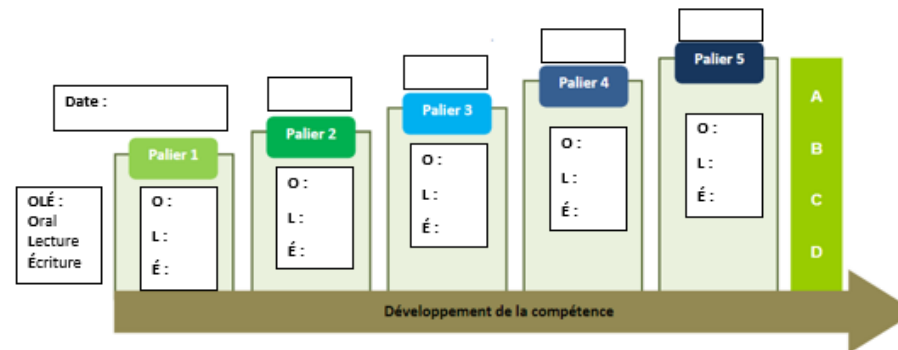 Date :
Palier 1
O :
L :
É :
Palier 2
O :
L :
É :
Palier 3
O :
L :
É :
Palier 4
O :
L :
É :
Palier 5
O :
L :
É :
A
B
C
D
OLÉ :
Oral
Lecture
Écriture
Développement de la compétence